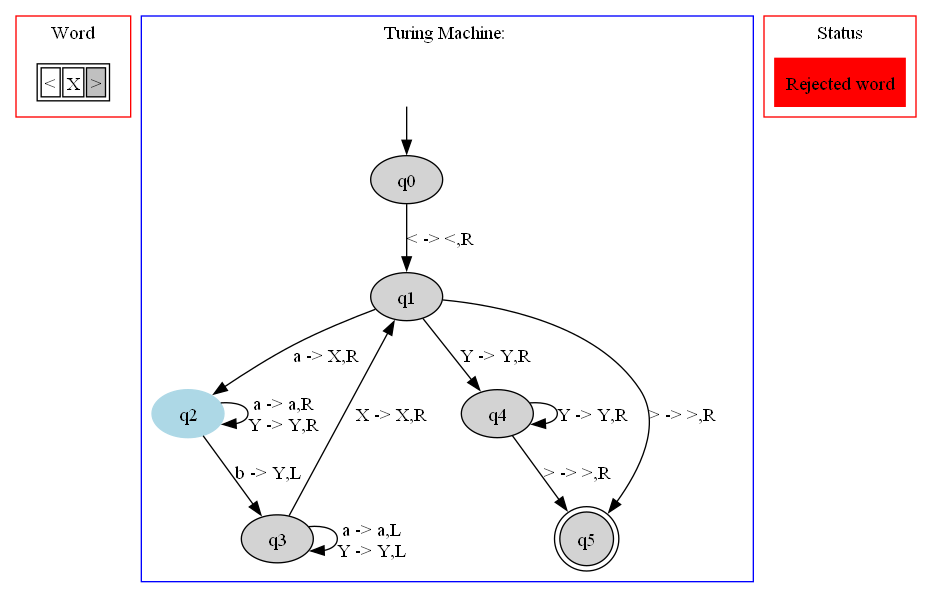 Word
< X >
Turing Machine:
Status
Rejected word
q0
< -> <,R
q1
a -> X,R
Y -> Y,R
q2
a -> a,R
Y -> Y,R
X -> X,R
q4
Y -> Y,R
> -> >,R
b -> Y,L
> -> >,R
q3
a -> a,L
Y -> Y,L
q5